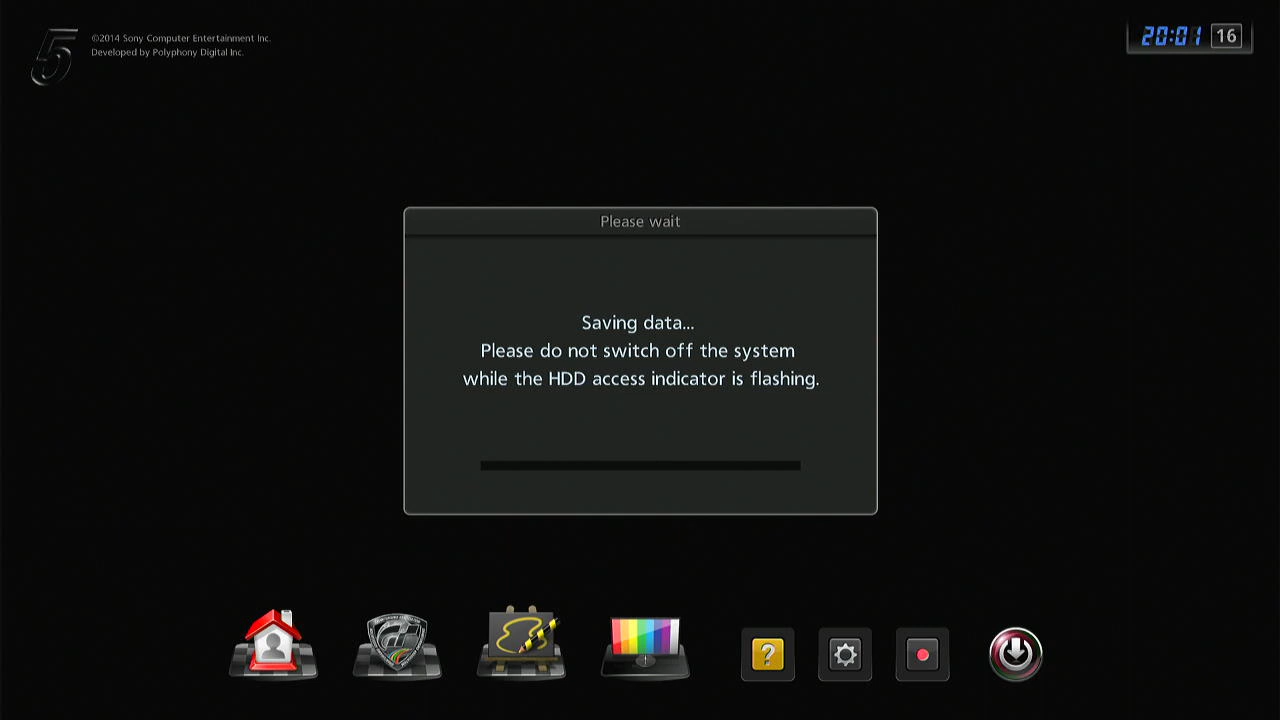 5
©2014 Sony Computer Entertainment Inc.
Developed by Polyphony Digital Inc.
20:01 16
Please wait
Saving data...
Please do not switch off the system
while the HDD access indicator is flashing.
?